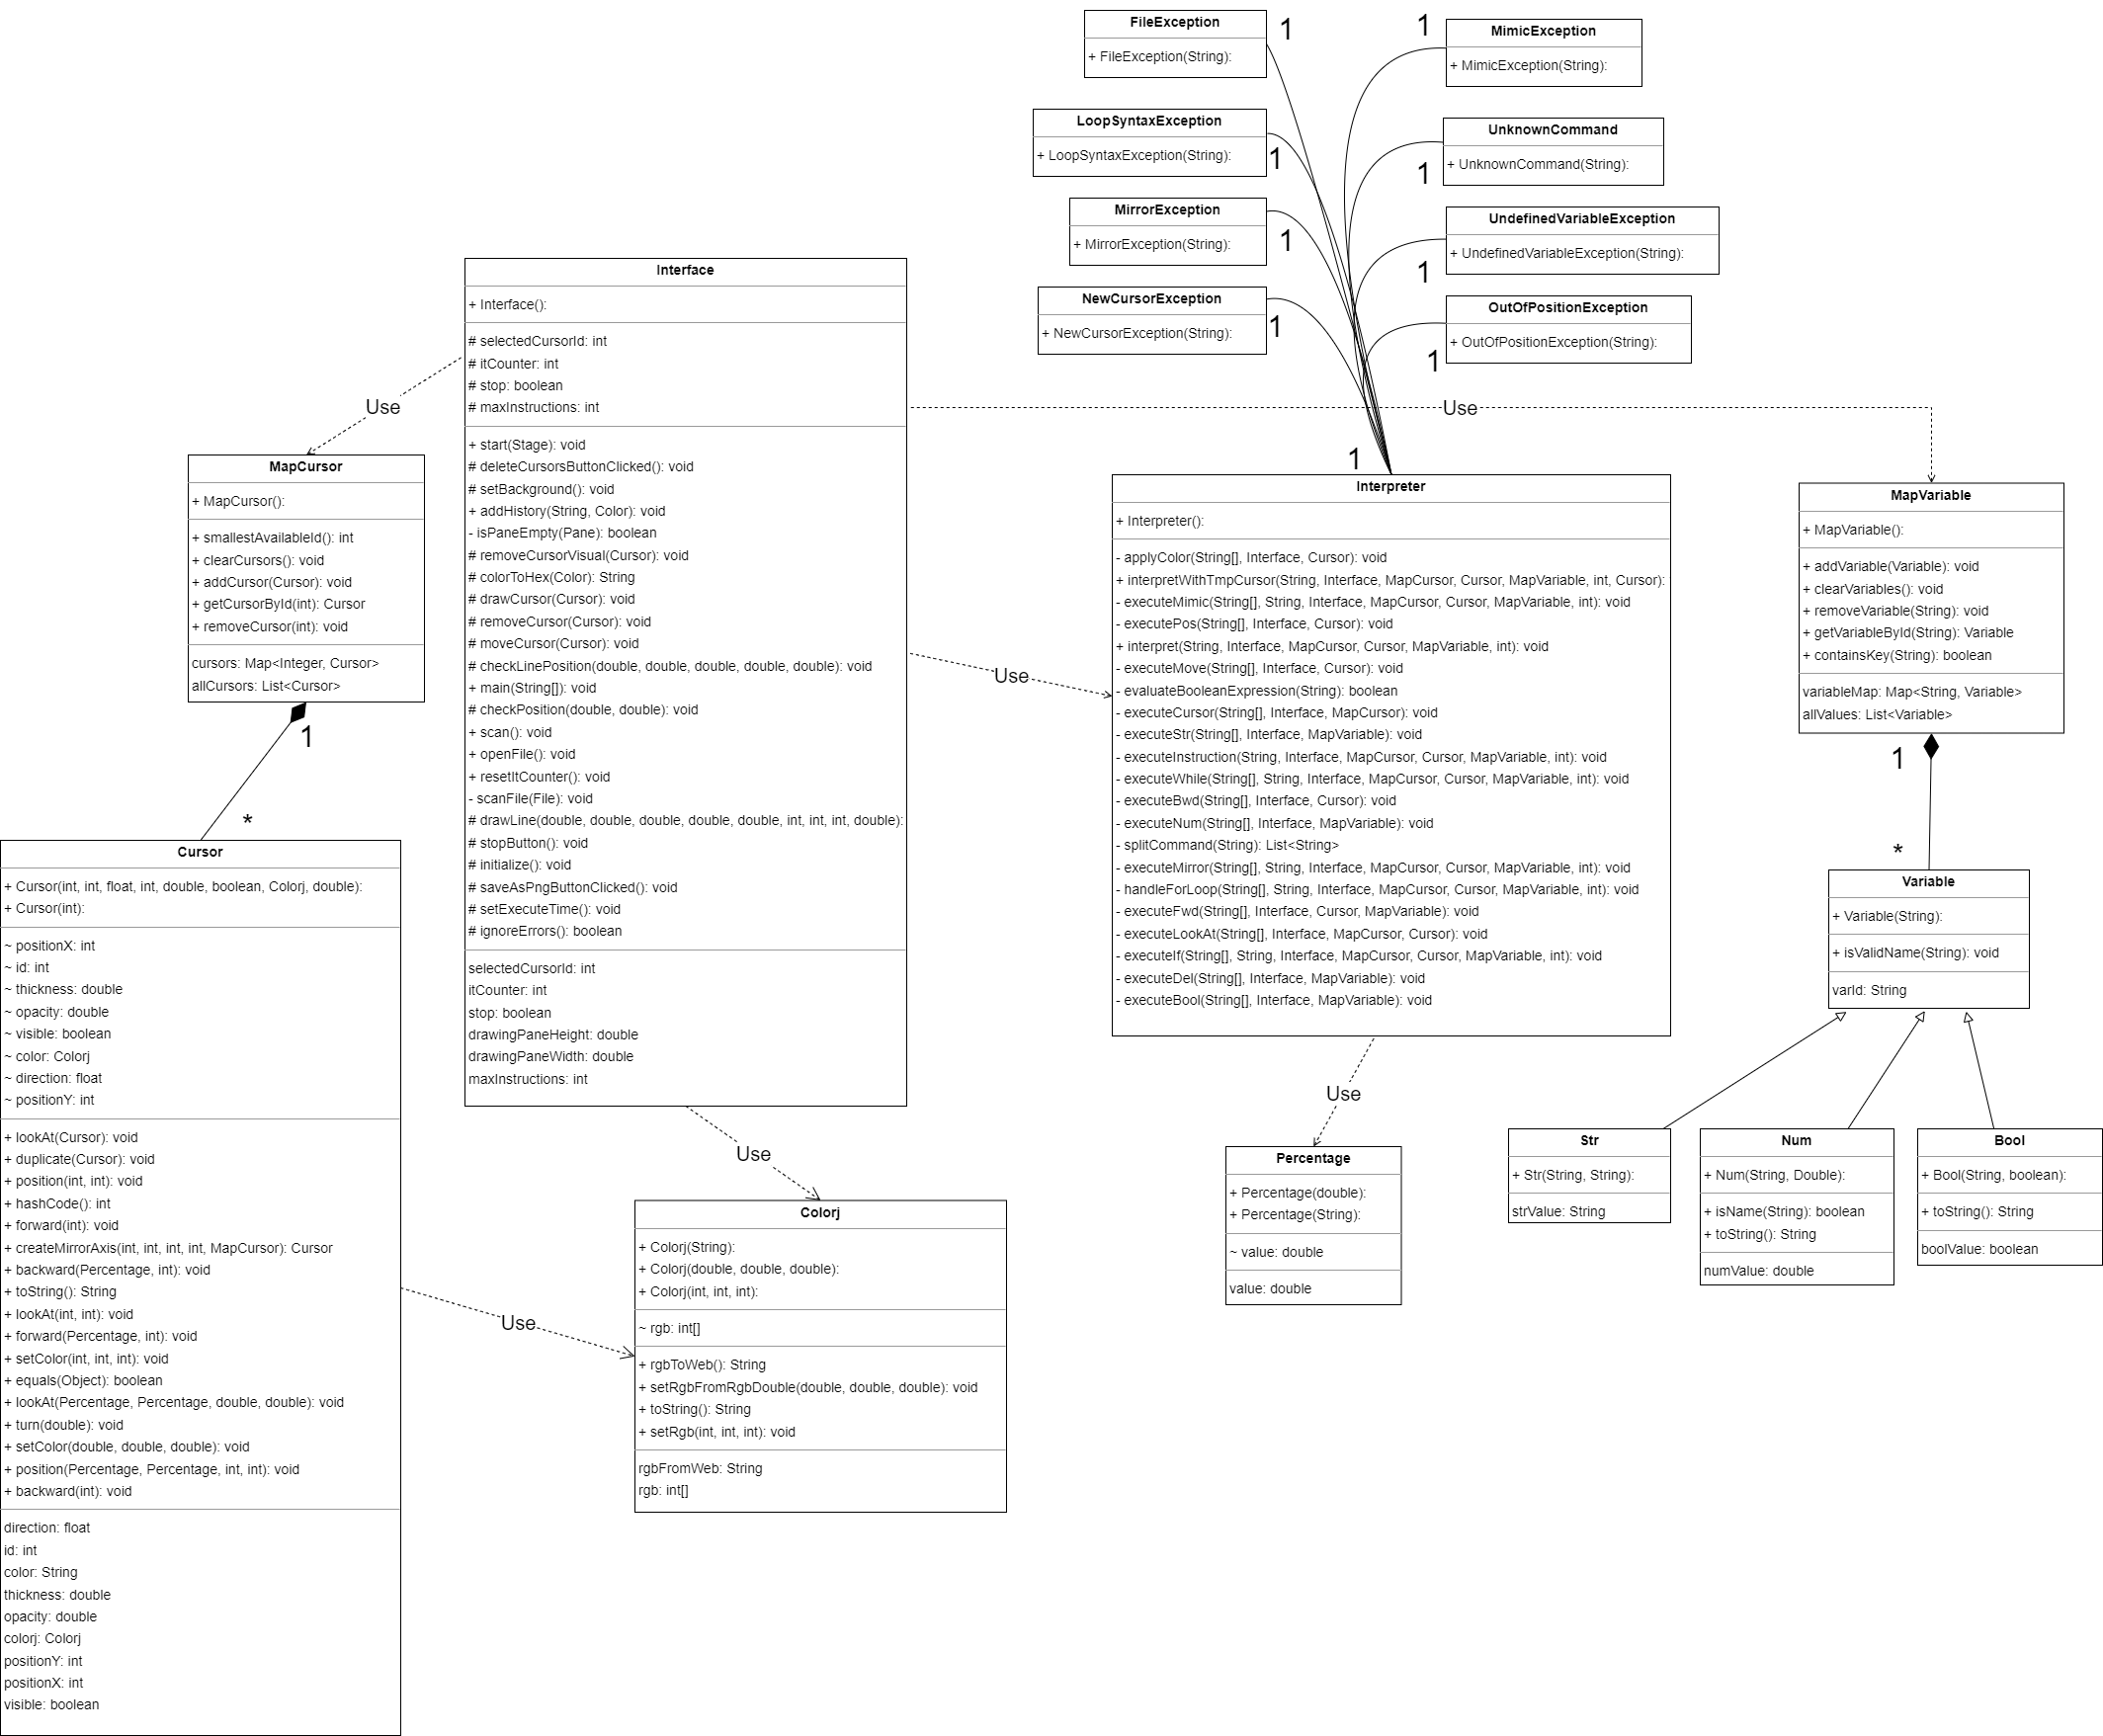 FileException
+ FileException(String):
1
1
MimicException
+ MimicException(String):
LoopSyntaxException
+ LoopSyntaxException(String):
1
1
UnknownCommand
+ UnknownCommand(String):
MirrorException
+ MirrorException(String):
1
1
UndefinedVariableException
+ UndefinedVariableException(String):
NewCursorException
+ NewCursorException(String):
1
1
OutOfPositionException
+ OutOfPositionException(String):
Interface
+ Interface():
# selectedCursorId: int
# itCounter: int
# stop: boolean
# maxInstructions: int
+ start(Stage): void
# deleteCursorsButtonClicked(): void
# setBackground(): void
+ addHistory(String, Color): void
- isPaneEmpty(Pane): boolean
# removeCursorVisual(Cursor): void
# colorToHex(Color): String
# drawCursor(Cursor): void
# removeCursor(Cursor): void
# moveCursor(Cursor): void
# checkLinePosition(double, double, double, double, double): void
+ main(String[]): void
# checkPosition(double, double): void
+ scan(): void
+ openFile(): void
+ resetItCounter(): void
- scanFile(File): void
# drawLine(double, double, double, double, double, int, int, int, double):
# stopButton(): void
# initialize(): void
# saveAsPngButtonClicked(): void
# setExecuteTime(): void
# ignoreErrors(): boolean
selectedCursorId: int
itCounter: int
stop: boolean
drawingPaneHeight: double
drawingPaneWidth: double
maxInstructions: int
Use
Use
Use
Use
MapCursor
+ MapCursor():
+ smallestAvailableId(): int
+ clearCursors(): void
+ addCursor(Cursor): void
+ getCursorById(int): Cursor
+ removeCursor(int): void
cursors: Map<Integer, Cursor>
allCursors: List<Cursor>
1
*
Cursor
+ Cursor(int, int, float, int, double, boolean, Colorj, double):
+ Cursor(int):
~ positionX: int
~ id: int
~ thickness: double
~ opacity: double
~ visible: boolean
~ color: Colorj
~ direction: float
~ positionY: int
+ lookAt(Cursor): void
+ duplicate(Cursor): void
+ position(int, int): void
+ hashCode(): int
+ forward(int): void
+ createMirrorAxis(int, int, int, int, MapCursor): Cursor
+ backward(Percentage, int): void
+ toString(): String
+ lookAt(int, int): void
+ forward(Percentage, int): void
+ setColor(int, int, int): void
+ equals(Object): boolean
+ lookAt(Percentage, Percentage, double, double): void
+ turn(double): void
+ setColor(double, double, double): void
+ position(Percentage, Percentage, int, int): void
+ backward(int): void
direction: float
id: int
color: String
thickness: double
opacity: double
colorj: Colorj
positionY: int
positionX: int
visible: boolean
Use
Colorj
+ Colorj(String):
+ Colorj(double, double, double):
+ Colorj(int, int, int):
~ rgb: int[]
+ rgbToWeb(): String
+ setRgbFromRgbDouble(double, double, double): void
+ toString(): String
+ setRgb(int, int, int): void
rgbFromWeb: String
rgb: int[]
1
Interpreter
+ Interpreter():
- applyColor(String[], Interface, Cursor): void
+ interpretWithTmpCursor(String, Interface, MapCursor, Cursor, MapVariable, int, Cursor):
- executeMimic(String[], String, Interface, MapCursor, Cursor, MapVariable, int): void
- executePos(String[], Interface, Cursor): void
+ interpret(String, Interface, MapCursor, Cursor, MapVariable, int): void
- executeMove(String[], Interface, Cursor): void
- evaluateBooleanExpression(String): boolean
- executeCursor(String[], Interface, MapCursor): void
- executeStr(String[], Interface, MapVariable): void
- executeInstruction(String, Interface, MapCursor, Cursor, MapVariable, int): void
- executeWhile(String[], String, Interface, MapCursor, Cursor, MapVariable, int): void
- executeBwd(String[], Interface, Cursor): void
- executeNum(String[], Interface, MapVariable): void
- splitCommand(String): List<String>
- executeMirror(String[], String, Interface, MapCursor, Cursor, MapVariable, int): void
- handleForLoop(String[], String, Interface, MapCursor, Cursor, MapVariable, int): void
- executeFwd(String[], Interface, Cursor, MapVariable): void
- executeLookAt(String[], Interface, MapCursor, Cursor): void
- executeIf(String[], String, Interface, MapCursor, Cursor, MapVariable, int): void
- executeDel(String[], Interface, MapVariable): void
- executeBool(String[], Interface, MapVariable): void
Use
Percentage
+ Percentage(double):
+ Percentage(String):
~ value: double
value: double
MapVariable
+ MapVariable():
+ addVariable(Variable): void
+ clearVariables(): void
+ removeVariable(String): void
+ getVariableById(String): Variable
+ containsKey(String): boolean
variableMap: Map<String, Variable>
allValues: List<Variable>
1
*
Variable
+ Variable(String):
+ isValidName(String): void
varId: String
Str
+ Str(String, String):
strValue: String
Num
+ Num(String, Double):
+ isName(String): boolean
+ toString(): String
numValue: double
Bool
+ Bool(String, boolean):
+ toString(): String
boolValue: boolean